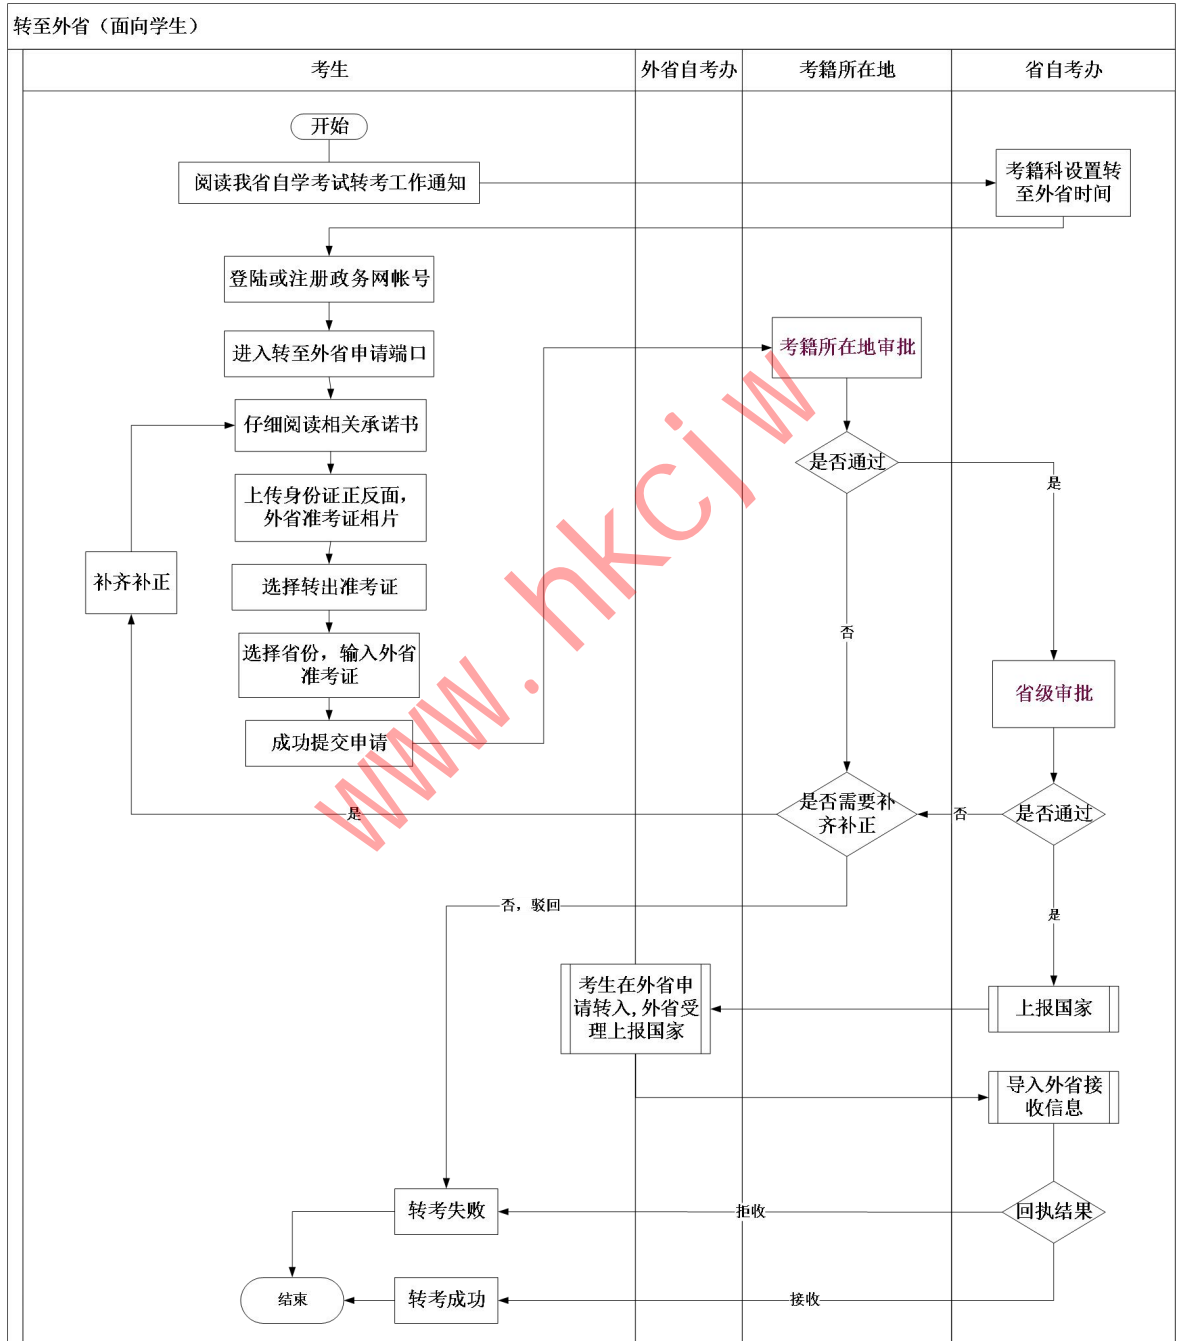 转至外省（面向学生）
考生
外省自考办
考籍所在地
省自考办
开始
阅读我省自学考试转考工作通知
考籍科设置转
至外省时间
登陆或注册政务网帐号
进入转至外省申请端口
考籍所在地审批
仔细阅读相关承诺书
是否通过
是
上传身份证正反面，
外省准考证相片
补齐补正
选择转出准考证
否
选择省份，输入外省
准考证
省级审批
成功提交申请
是否需要补
齐补正
是
否
是否通过
否，驳回
是
考生在外省申
请转入,外省受
理上报国家
上报国家
导入外省接
收信息
转考失败
拒收
回执结果
结束
转考成功
接收
www.hkcjw